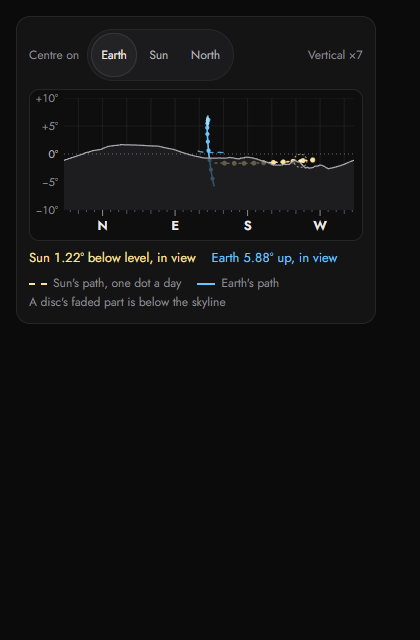 Centre on Earth Sun North Vertical ×7
+10°
+5°
0°
−5°
−10°
N E S W
Sun 1.22° below level, in view Earth 5.88° up, in view
Sun's path, one dot a day Earth's path
A disc's faded part is below the skyline